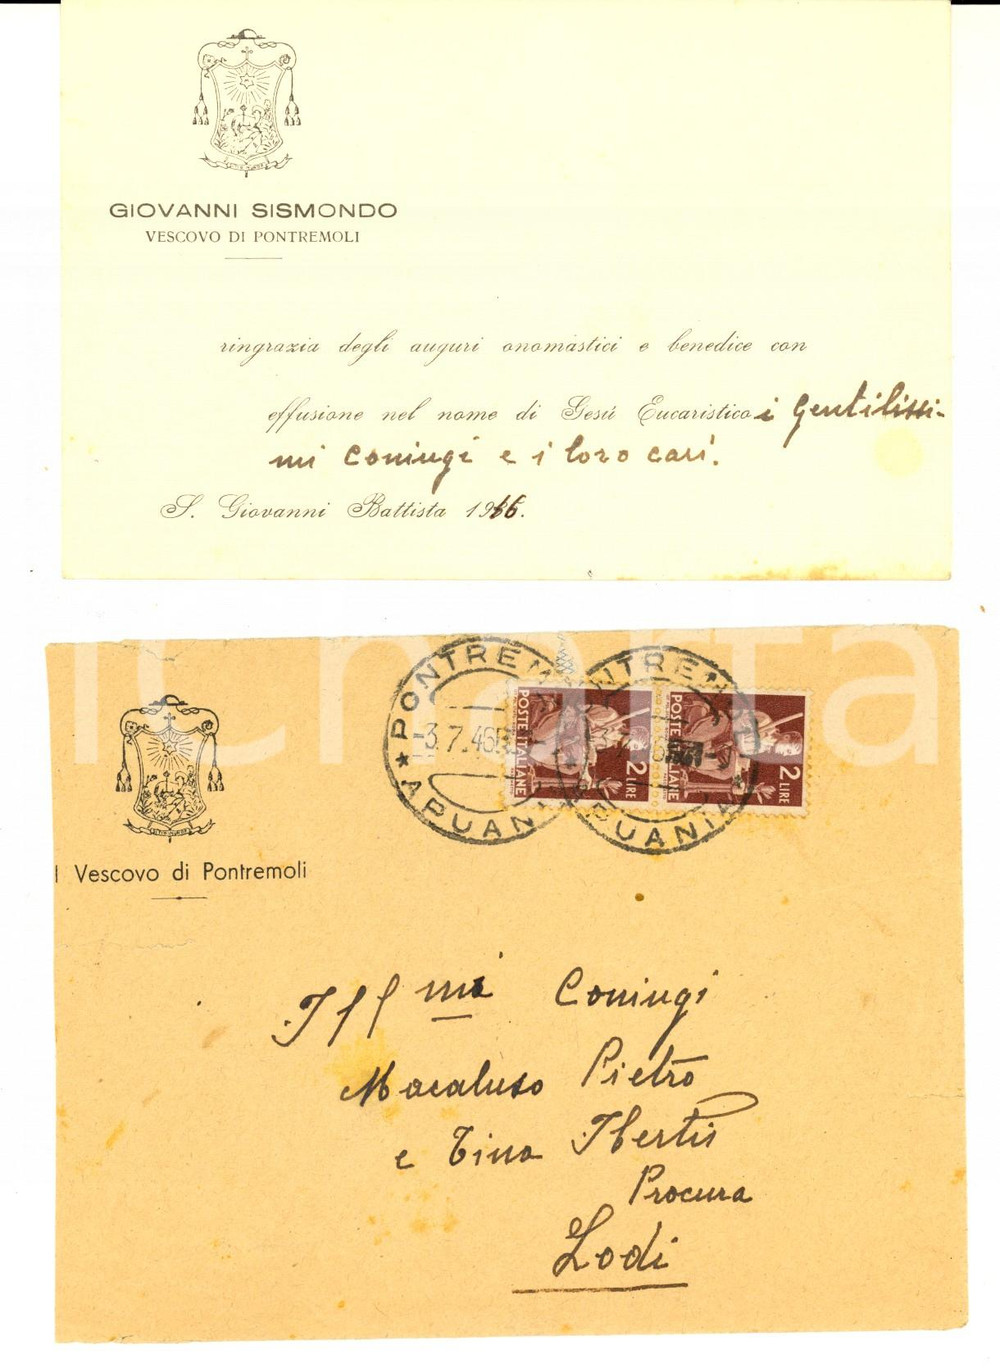 GIOVANNI SISMONDO
VESCOVO DI PONTREMOLI
ringrazia degli auguri onomástici e benedice con
effusione nel nome di Gesù Eucaristico i Gentilissi-
mi Coniugi e i loro cari.
S. Giovanni Battista 1946.
PONTREMOLI
3.7.46
APUANIA
POSTE ITALIANE
2 LIRE
POSTE ITALIANE
2 LIRE
l Vescovo di Pontremoli
Ill mi Coniugi
Macaluso Pietro
e Tina Ibertis
Procura
Lodi